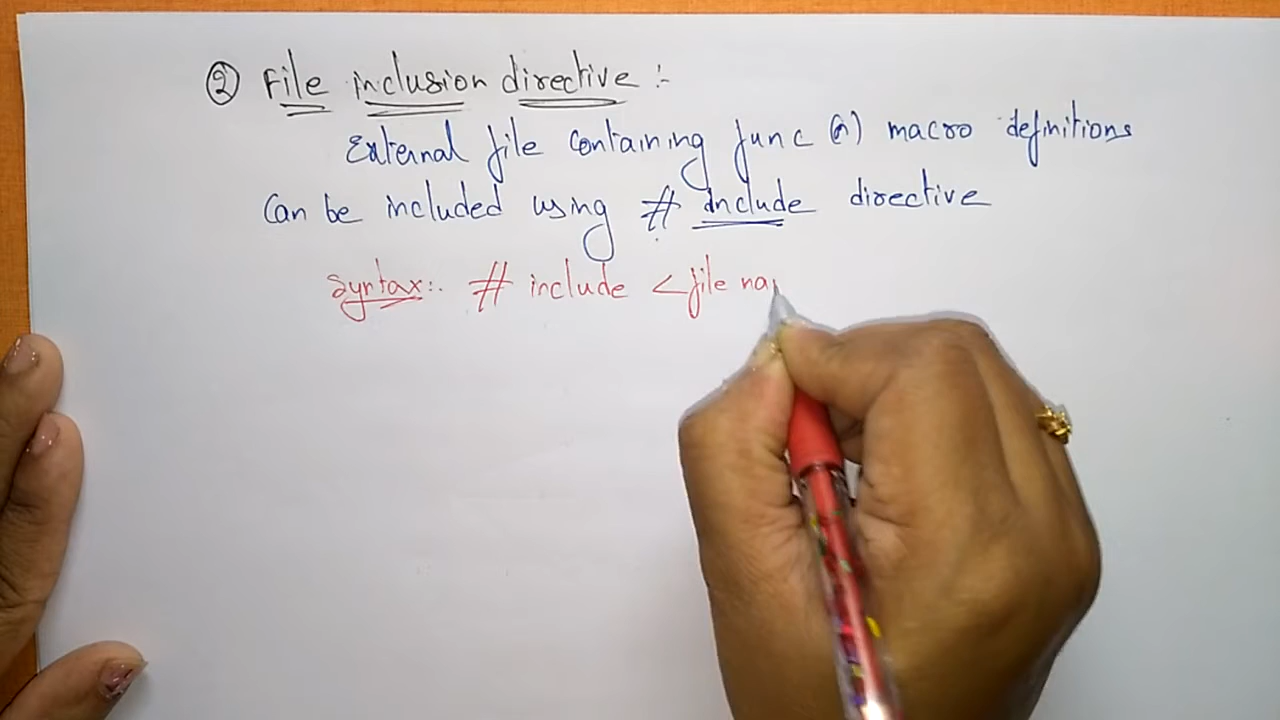 ② File inclusion directive :-
External file containing func (or) macro definitions
Can be included using # include directive
Syntax:. # include <file na